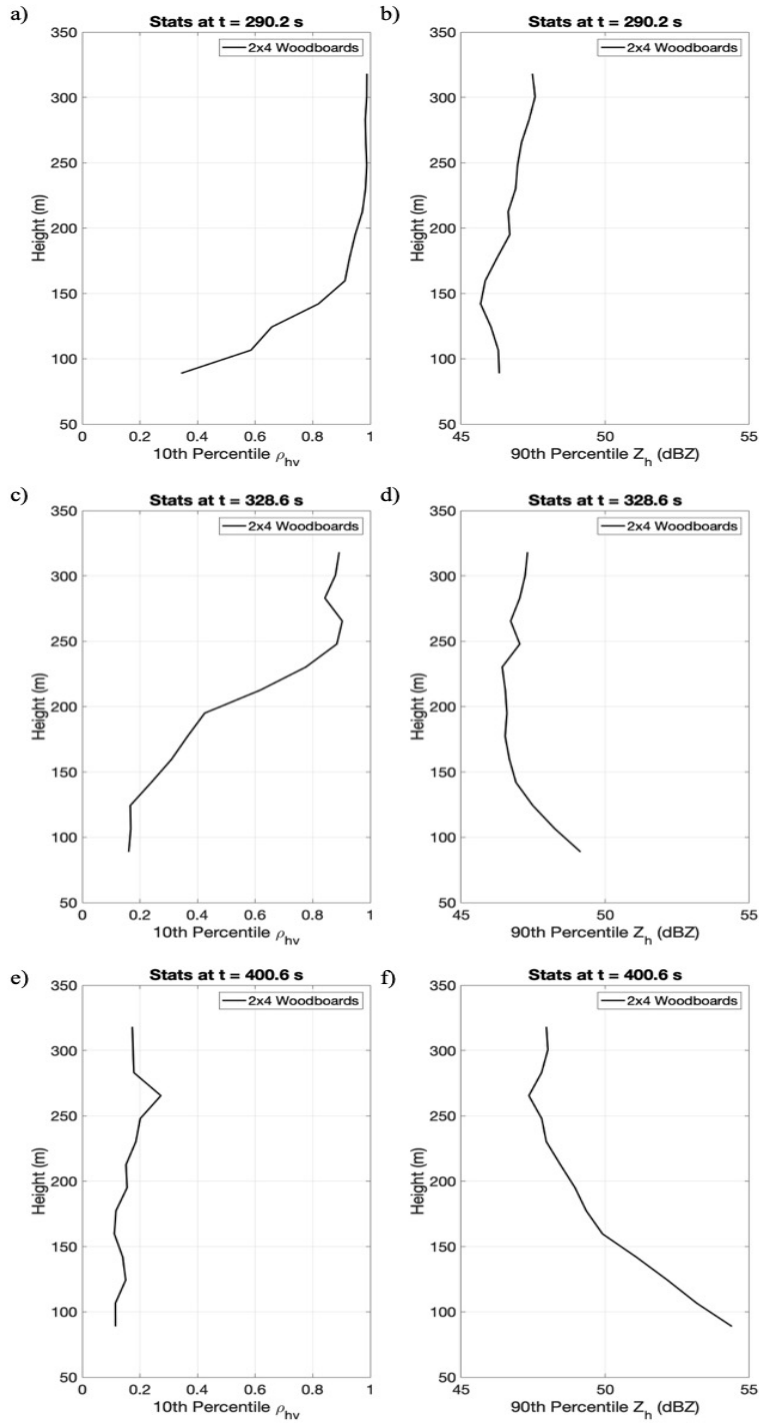 a)
Stats at t = 290.2 s
350
300
250
200
150
100
50
Height (m)
2x4 Woodboards
0 0.2 0.4 0.6 0.8 1
10th Percentile ρhv
b)
Stats at t = 290.2 s
350
300
250
200
150
100
50
Height (m)
2x4 Woodboards
45 50 55
90th Percentile Zh (dBZ)
c)
Stats at t = 328.6 s
350
300
250
200
150
100
50
Height (m)
2x4 Woodboards
0 0.2 0.4 0.6 0.8 1
10th Percentile ρhv
d)
Stats at t = 328.6 s
350
300
250
200
150
100
50
Height (m)
2x4 Woodboards
45 50 55
90th Percentile Zh (dBZ)
e)
Stats at t = 400.6 s
350
300
250
200
150
100
50
Height (m)
2x4 Woodboards
0 0.2 0.4 0.6 0.8 1
10th Percentile ρhv
f)
Stats at t = 400.6 s
350
300
250
200
150
100
50
Height (m)
2x4 Woodboards
45 50 55
90th Percentile Zh (dBZ)